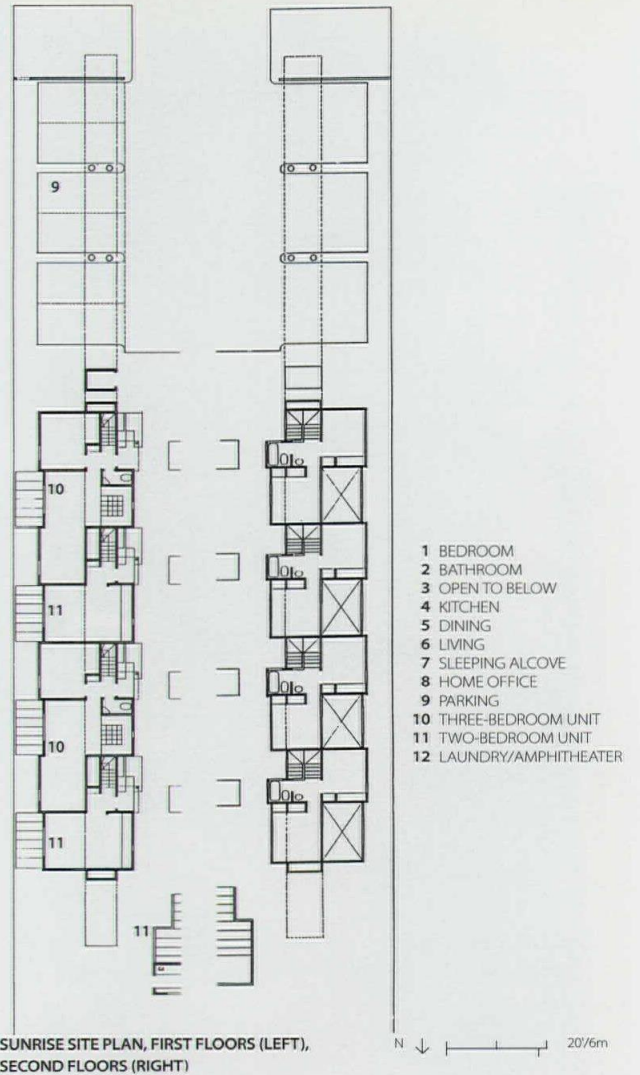 9
10
11
10
11
11
1 BEDROOM
2 BATHROOM
3 OPEN TO BELOW
4 KITCHEN
5 DINING
6 LIVING
7 SLEEPING ALCOVE
8 HOME OFFICE
9 PARKING
10 THREE-BEDROOM UNIT
11 TWO-BEDROOM UNIT
12 LAUNDRY/AMPHITHEATER
SUNRISE SITE PLAN, FIRST FLOORS (LEFT),
SECOND FLOORS (RIGHT)
N
20'/6m